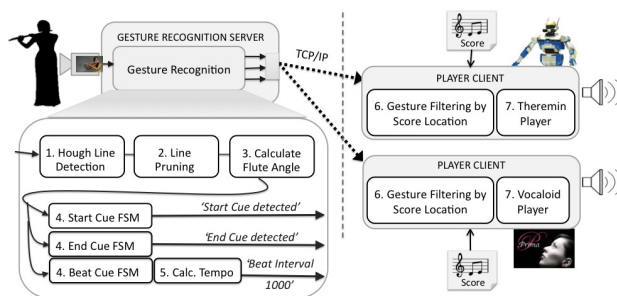 GESTURE RECOGNITION SERVER
Gesture Recognition
TCP/IP
Score
PLAYER CLIENT
6. Gesture Filtering by
Score Location
7. Theremin
Player
PLAYER CLIENT
6. Gesture Filtering by
Score Location
7. Vocaloid
Player
Score
Prima
1. Hough Line
Detection
2. Line
Pruning
3. Calculate
Flute Angle
4. Start Cue FSM
'Start Cue detected'
4. End Cue FSM
'End Cue detected'
4. Beat Cue FSM
5. Calc. Tempo
'Beat Interval
1000'